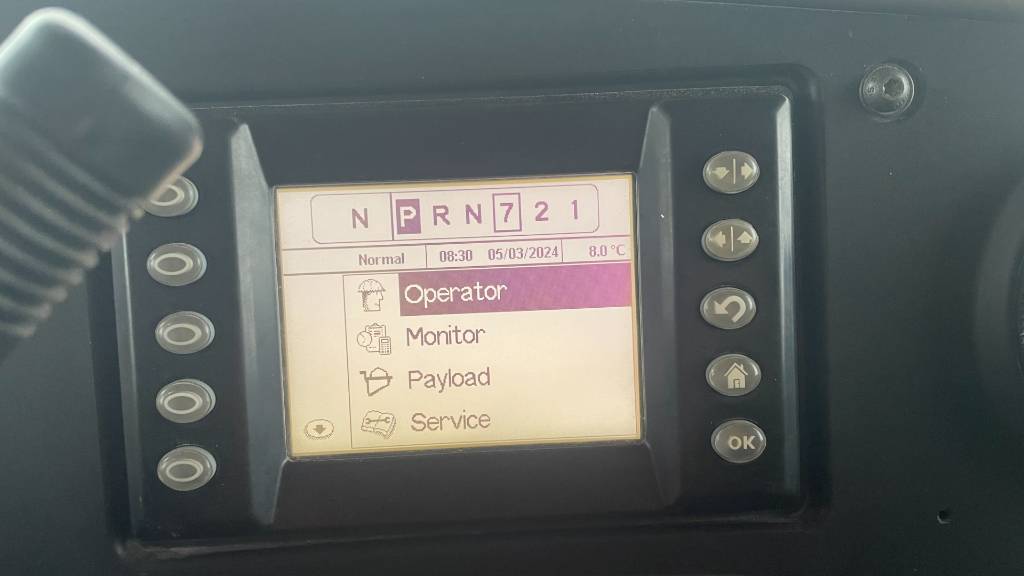 N P R N 7 2 1
Normal 08:30 05/03/2024 8.0 °C
Operator
Monitor
Payload
Service
OK